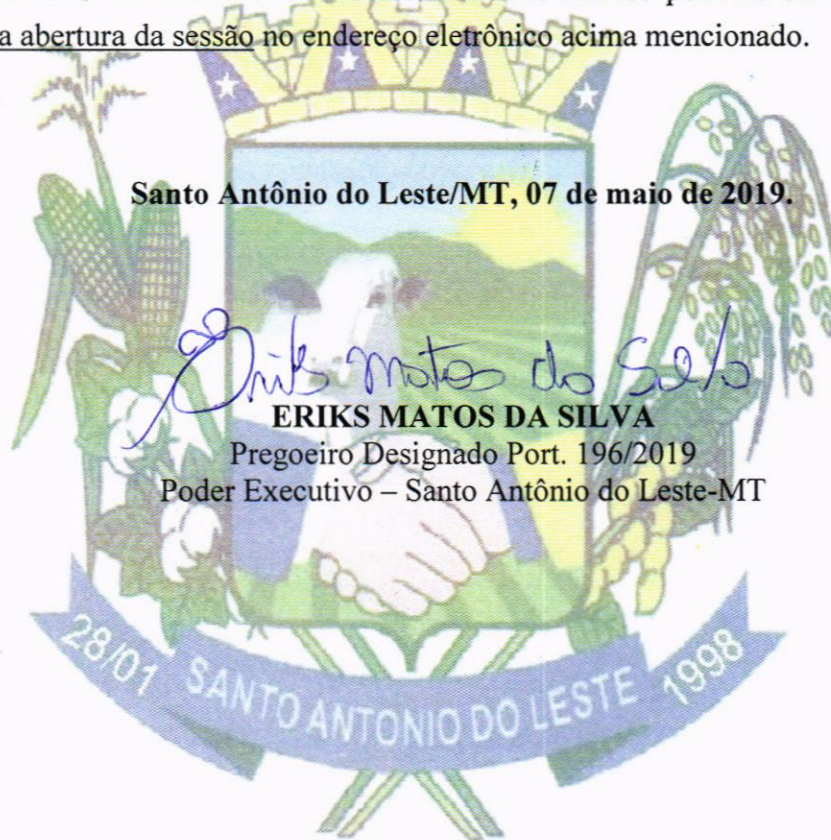 a abertura da sessão no endereço eletrônico acima mencionado.
Santo Antônio do Leste/MT, 07 de maio de 2019.
Eriks Matos da Silva
ERIKS MATOS DA SILVA
Pregoeiro Designado Port. 196/2019
Poder Executivo – Santo Antônio do Leste-MT
28/01 SANTO ANTONIO DO LESTE 1998